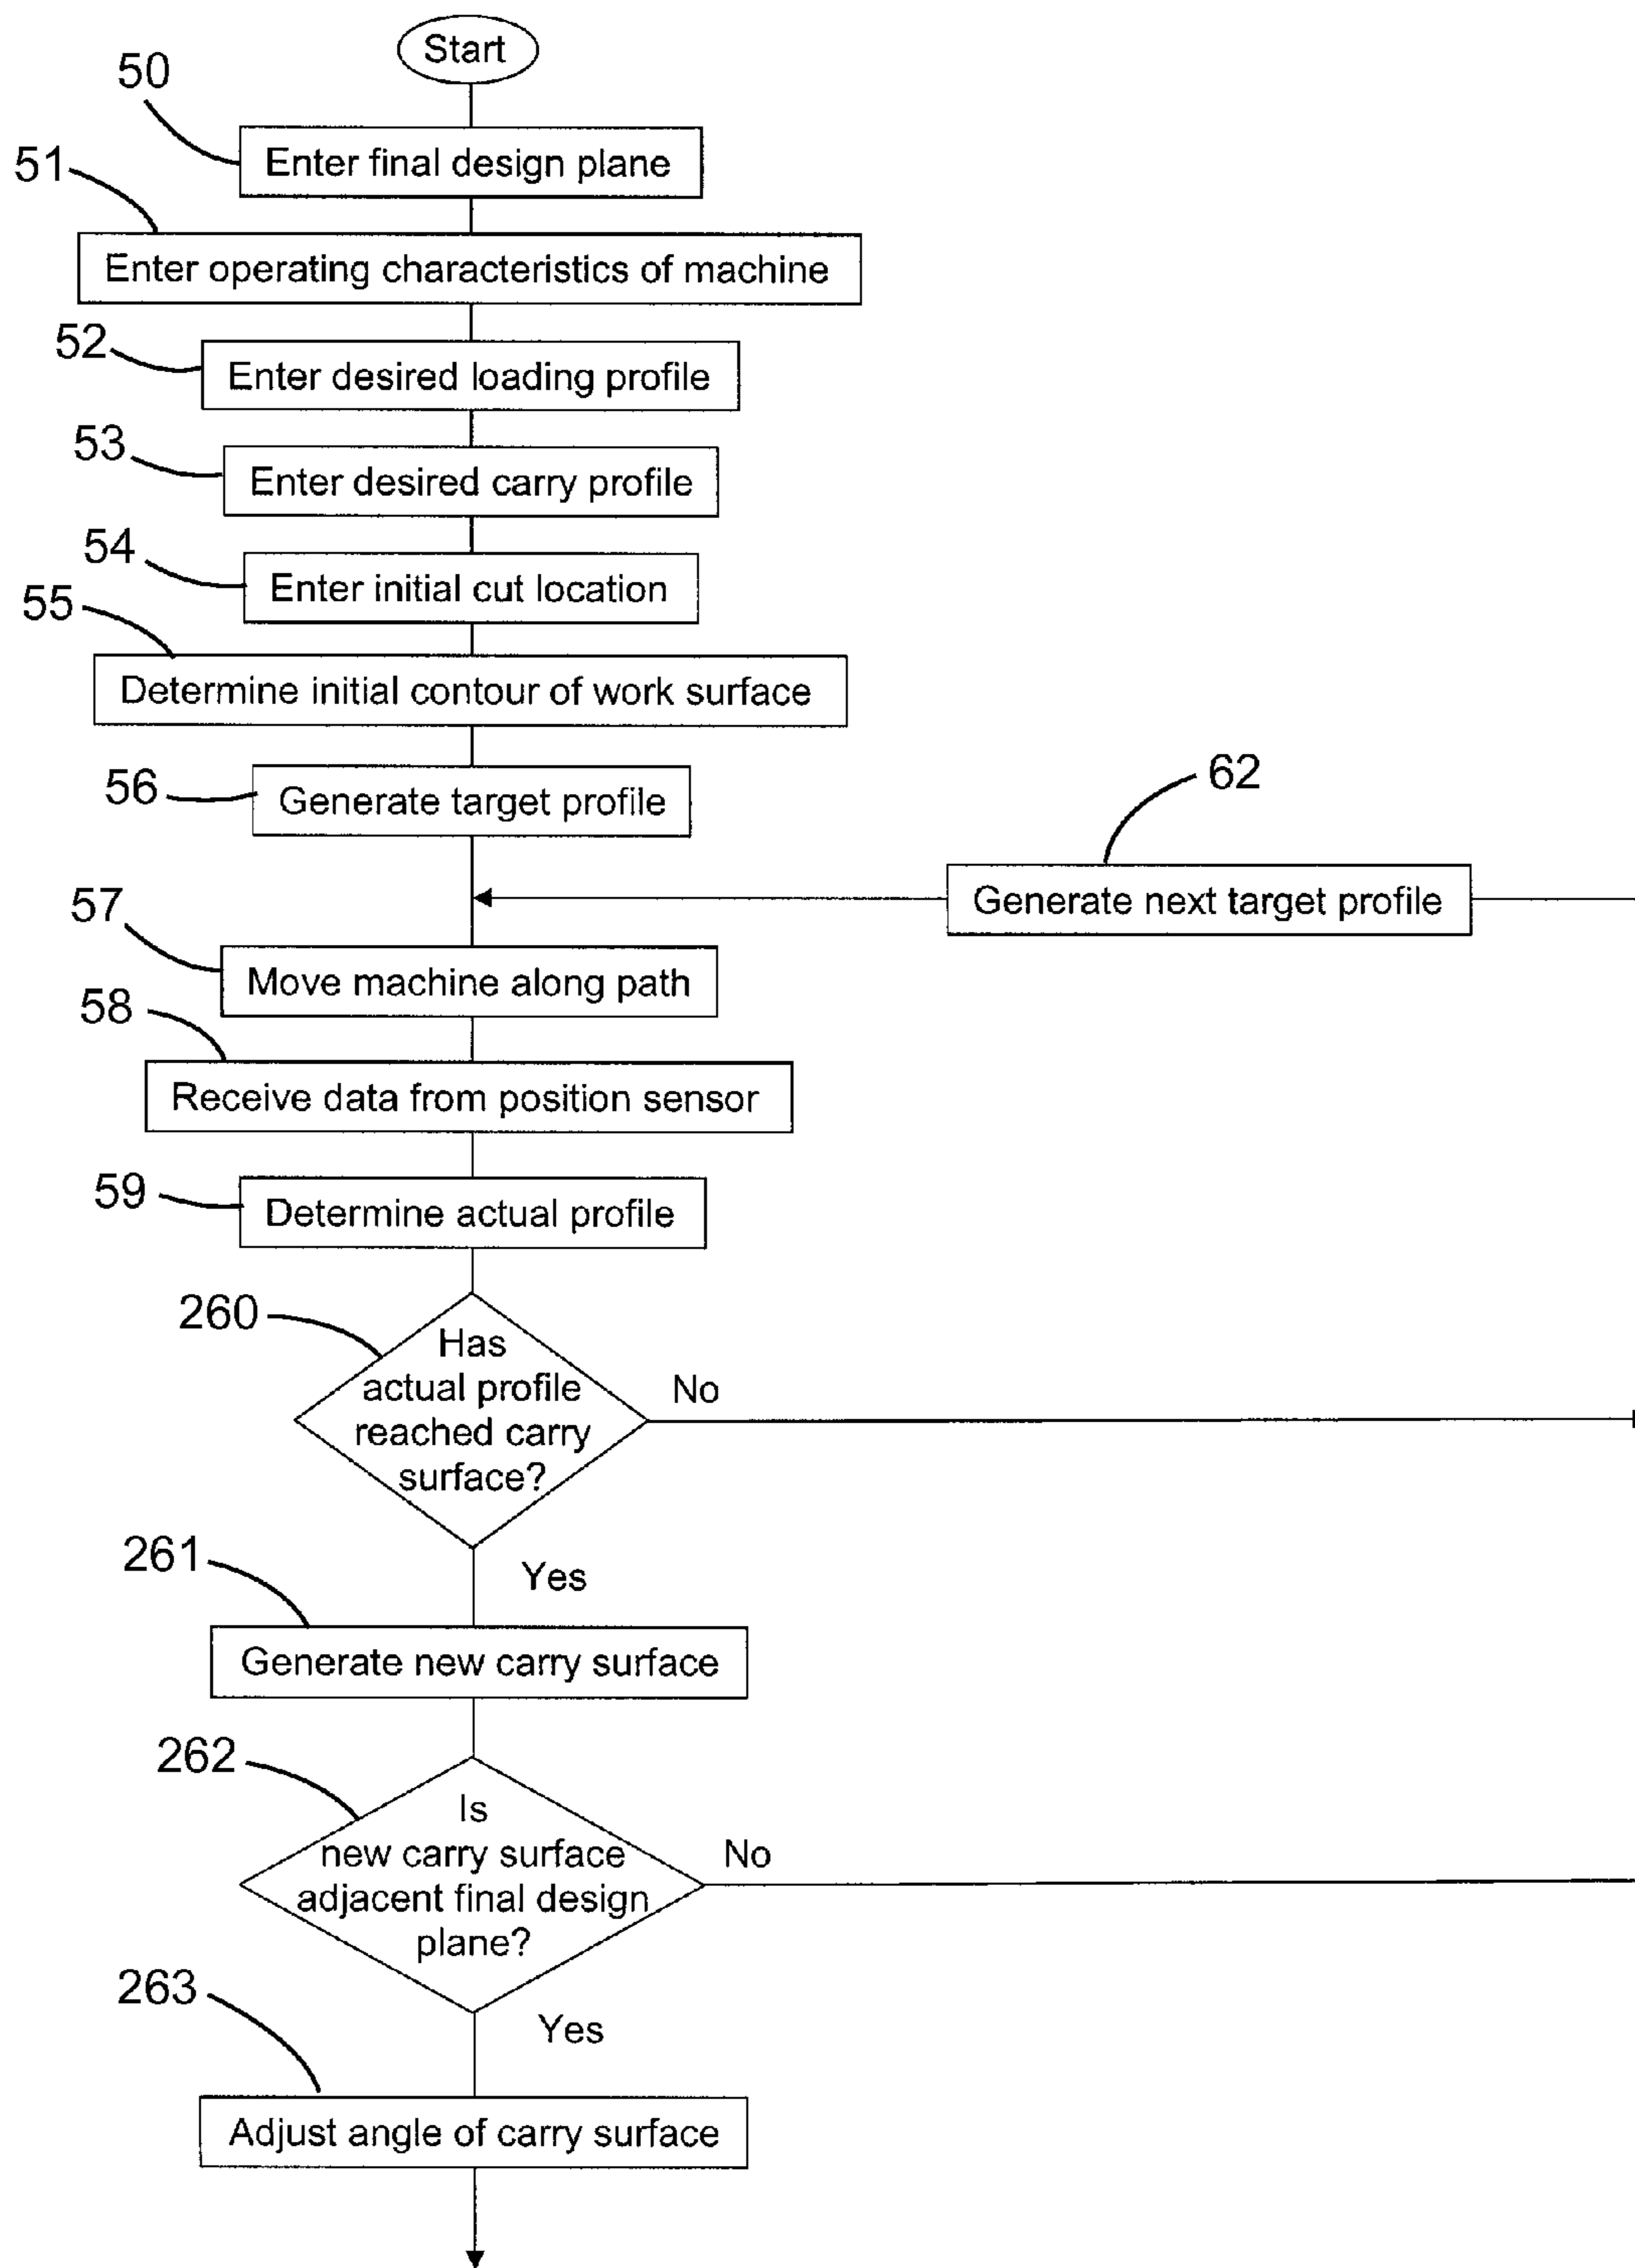 Start
50
Enter final design plane
51
Enter operating characteristics of machine
52
Enter desired loading profile
53
Enter desired carry profile
54
Enter initial cut location
55
Determine initial contour of work surface
56
Generate target profile
62
Generate next target profile
57
Move machine along path
58
Receive data from position sensor
59
Determine actual profile
260
Has
actual profile
reached carry
surface?
No
Yes
261
Generate new carry surface
262
Is
new carry surface
adjacent final design
plane?
No
Yes
263
Adjust angle of carry surface